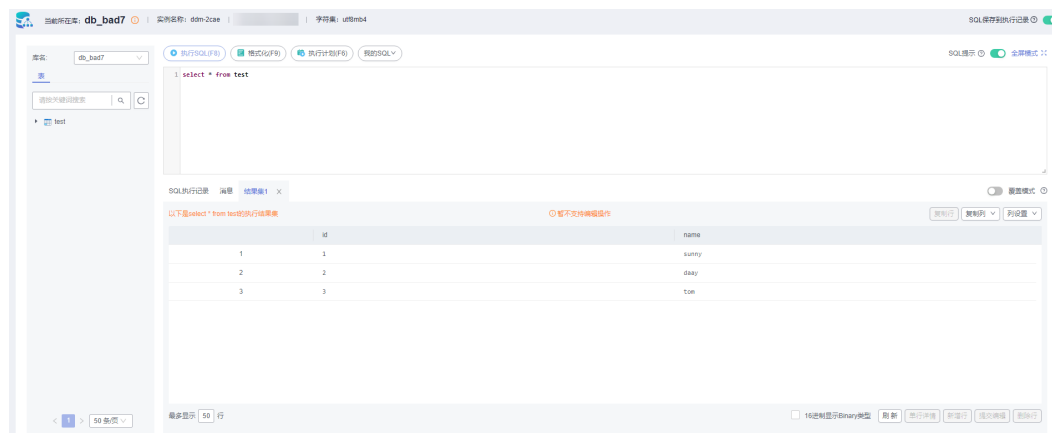 当前所在库: db_bad7 | 实例名称: ddm-2cae | | 字符集: utf8mb4 SQL保存到执行记录
库名: db_bad7 执行SQL(F8) 格式化(F9) 执行计划(F6) 我的SQL SQL提示 全屏模式
表
1 select * from test
请按关键词搜索
test
SQL执行记录 消息 结果集1 X 覆盖模式
以下是select * from test的执行结果集 暂不支持编辑操作 复制行 复制列 列设置
id name
1 1 sunny
2 2 daay
3 3 tom
最多显示 50 行 16进制显示Binary类型 刷新 单行详情 新增行 提交编辑 删除行
< 1 > 50 条/页